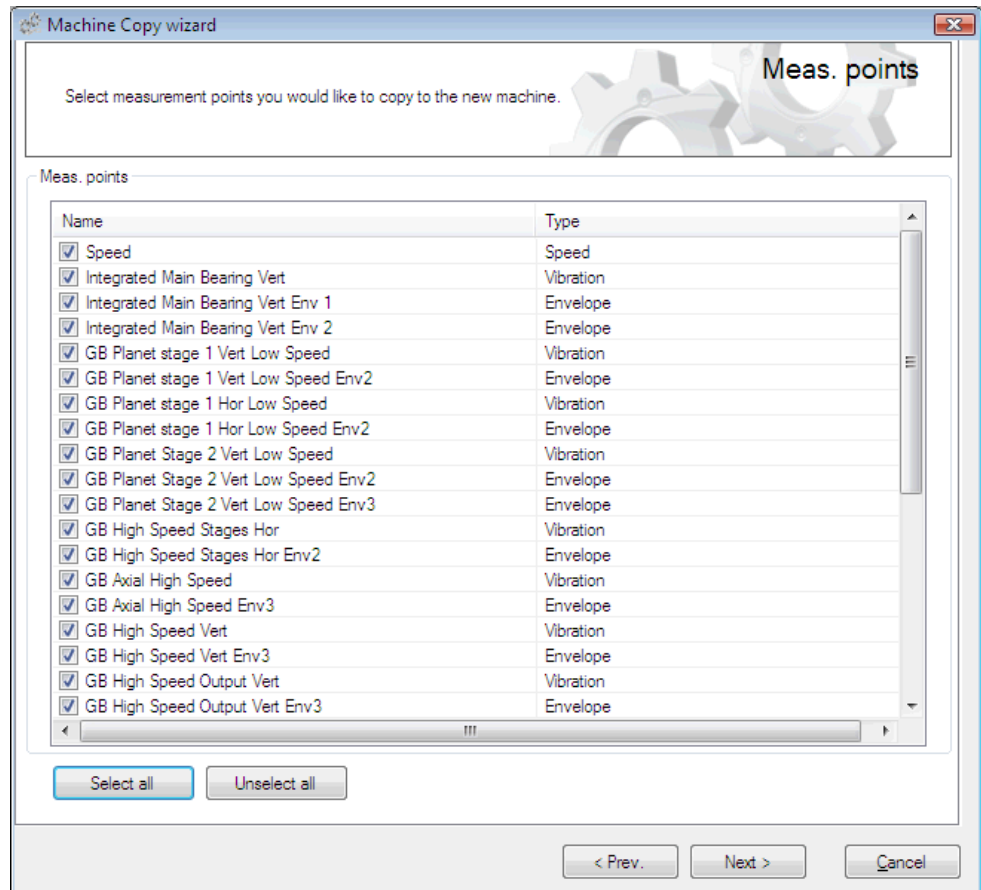 Machine Copy wizard
Meas. points
Select measurement points you would like to copy to the new machine.
Meas. points
Name Type
Speed Speed
Integrated Main Bearing Vert Vibration
Integrated Main Bearing Vert Env 1 Envelope
Integrated Main Bearing Vert Env 2 Envelope
GB Planet stage 1 Vert Low Speed Vibration
GB Planet stage 1 Vert Low Speed Env2 Envelope
GB Planet stage 1 Hor Low Speed Vibration
GB Planet stage 1 Hor Low Speed Env2 Envelope
GB Planet Stage 2 Vert Low Speed Vibration
GB Planet Stage 2 Vert Low Speed Env2 Envelope
GB Planet Stage 2 Vert Low Speed Env3 Envelope
GB High Speed Stages Hor Vibration
GB High Speed Stages Hor Env2 Envelope
GB Axial High Speed Vibration
GB Axial High Speed Env3 Envelope
GB High Speed Vert Vibration
GB High Speed Vert Env3 Envelope
GB High Speed Output Vert Vibration
GB High Speed Output Vert Env3 Envelope
Select all Unselect all
< Prev. Next > Cancel